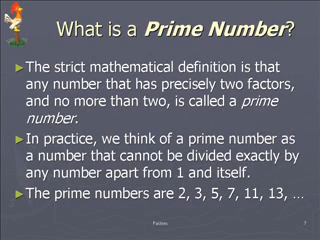 What is a Prime Number?
► The strict mathematical definition is that
any number that has precisely two factors,
and no more than two, is called a prime
number.
► In practice, we think of a prime number as
a number that cannot be divided exactly by
any number apart from 1 and itself.
► The prime numbers are 2, 3, 5, 7, 11, 13, …
Factors
7